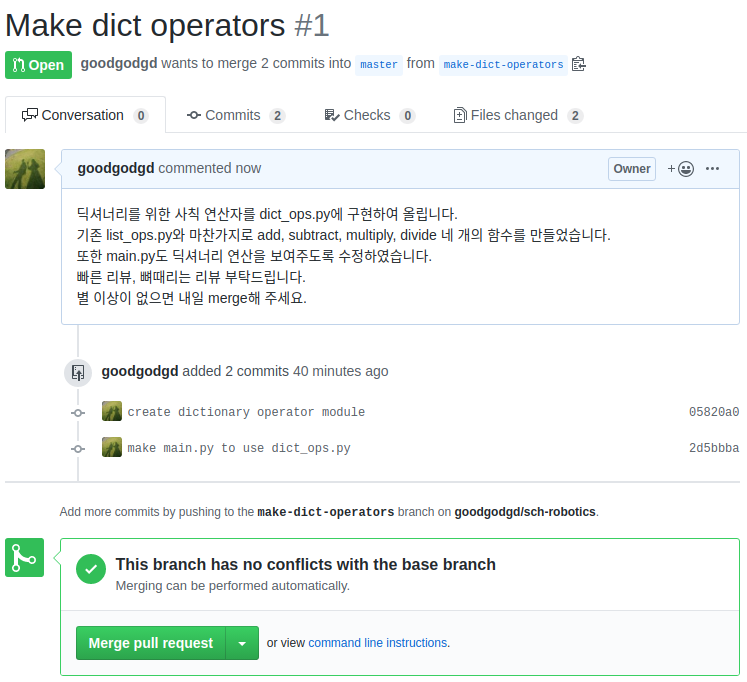 Make dict operators #1
Open goodgodgd wants to merge 2 commits into master from make-dict-operators
Conversation 0 Commits 2 Checks 0 Files changed 2
goodgodgd commented now Owner +
딕셔너리를 위한 사칙 연산자를 dict_ops.py에 구현하여 올립니다.
기존 list_ops.py와 마찬가지로 add, subtract, multiply, divide 네 개의 함수를 만들었습니다.
또한 main.py도 딕셔너리 연산을 보여주도록 수정하였습니다.
빠른 리뷰, 뼈때리는 리뷰 부탁드립니다.
별 이상이 없으면 내일 merge해 주세요.
goodgodgd added 2 commits 40 minutes ago
create dictionary operator module 05820a0
make main.py to use dict_ops.py 2d5bbba
Add more commits by pushing to the make-dict-operators branch on goodgodgd/sch-robotics.
This branch has no conflicts with the base branch
Merging can be performed automatically.
Merge pull request or view command line instructions.